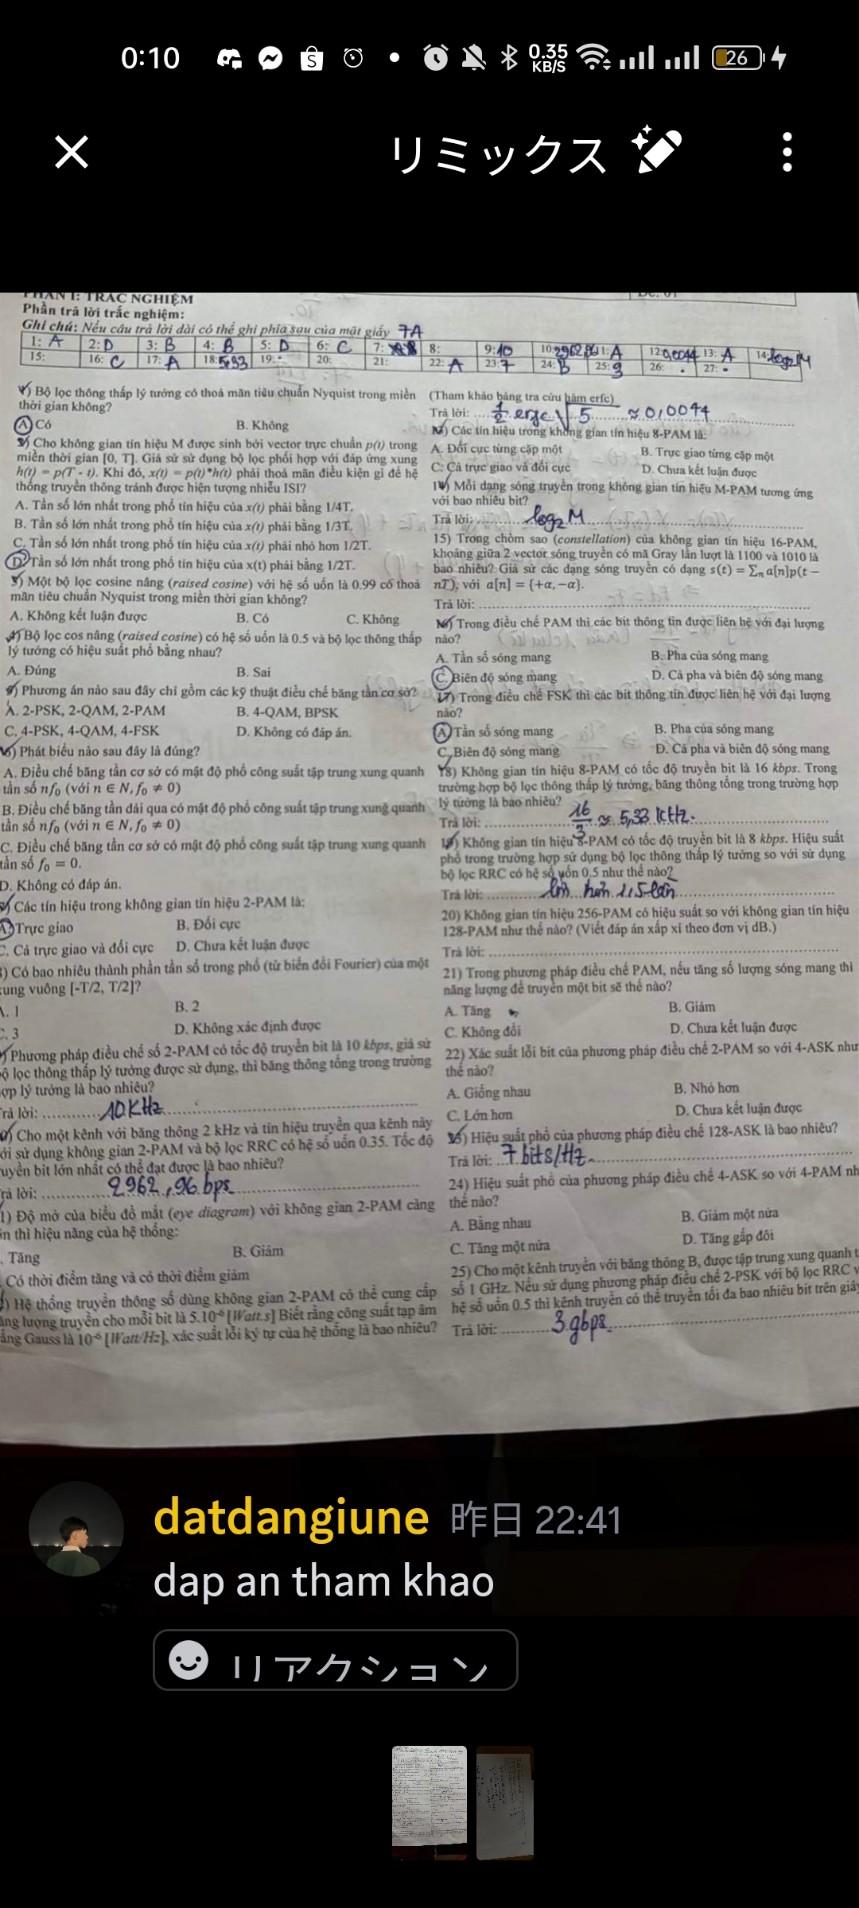 0:10
0.35 KB/S
26
リミックス
PHẦN I: TRẮC NGHIỆM
Phần trả lời trắc nghiệm:
Ghi chú: Nếu câu trả lời dài có thể ghi phía sau của mặt giấy 7A
1: A 2: D 3: B 4: B 5: D 6: C 7: 8: 9: 10 10: 2962,96 11: A 12: 0,0044 13: A 14: log2M
15: 16: C 17: A 18: 5,33 19: 20: 21: 22: A 23: 7 24: B 25: 3 26: 27:
1) Bộ lọc thông thấp lý tưởng có thoả mãn tiêu chuẩn Nyquist trong miền
thời gian không?
A. Có B. Không
2) Cho không gian tín hiệu M được sinh bởi vector trực chuẩn p(t) trong
miền thời gian [0, T]. Giả sử sử dụng bộ lọc phối hợp với đáp ứng xung
h(t) = p(T - t). Khi đó, x(t) = p(t)*h(t) phải thoả mãn điều kiện gì để hệ
thống truyền thông tránh được hiện tượng nhiễu ISI?
A. Tần số lớn nhất trong phổ tín hiệu của x(t) phải bằng 1/4T.
B. Tần số lớn nhất trong phổ tín hiệu của x(t) phải bằng 1/3T.
C. Tần số lớn nhất trong phổ tín hiệu của x(t) phải nhỏ hơn 1/2T.
D. Tần số lớn nhất trong phổ tín hiệu của x(t) phải bằng 1/2T.
3) Một bộ lọc cosine nâng (raised cosine) với hệ số uốn là 0.99 có thoả
mãn tiêu chuẩn Nyquist trong miền thời gian không?
A. Không kết luận được B. Có C. Không
4) Bộ lọc cos nâng (raised cosine) có hệ số uốn là 0.5 và bộ lọc thông thấp
lý tưởng có hiệu suất phổ bằng nhau?
A. Đúng B. Sai
5) Phương án nào sau đây chỉ gồm các kỹ thuật điều chế băng tần cơ sở?
A. 2-PSK, 2-QAM, 2-PAM B. 4-QAM, BPSK
C. 4-PSK, 4-QAM, 4-FSK D. Không có đáp án.
6) Phát biểu nào sau đây là đúng?
A. Điều chế băng tần cơ sở có mật độ phổ công suất tập trung xung quanh
tần số nf₀ (với n ∈ N, f₀ ≠ 0)
B. Điều chế băng tần dải qua có mật độ phổ công suất tập trung xung quanh
tần số nf₀ (với n ∈ N, f₀ ≠ 0)
C. Điều chế băng tần cơ sở có mật độ phổ công suất tập trung xung quanh
tần số f₀ = 0.
D. Không có đáp án.
7) Các tín hiệu trong không gian tín hiệu 2-PAM là:
A. Trực giao B. Đối cực
C. Cả trực giao và đối cực D. Chưa kết luận được
8) Có bao nhiêu thành phần tần số trong phổ (từ biến đổi Fourier) của một
xung vuông [-T/2, T/2]?
A. 1 B. 2
C. 3 D. Không xác định được
9) Phương pháp điều chế số 2-PAM có tốc độ truyền bit là 10 kbps, giả sử
bộ lọc thông thấp lý tưởng được sử dụng, thì băng thông tổng trong trường
hợp lý tưởng là bao nhiêu?
Trả lời: 10 KHz
10) Cho một kênh với băng thông 2 kHz và tín hiệu truyền qua kênh này
với sử dụng không gian 2-PAM và bộ lọc RRC có hệ số uốn 0.35. Tốc độ
truyền bit lớn nhất có thể đạt được là bao nhiêu?
Trả lời: 2962,96 bps
11) Độ mở của biểu đồ mắt (eye diagram) với không gian 2-PAM càng
lớn thì hiệu năng của hệ thống:
. Tăng B. Giảm
. Có thời điểm tăng và có thời điểm giảm
12) Hệ thống truyền thông số dùng không gian 2-PAM có thể cung cấp
năng lượng truyền cho mỗi bit là 5.10⁻⁶ [Watt.s] Biết rằng công suất tạp âm
trắng Gauss là 10⁻⁶ [Watt/Hz], xác suất lỗi ký tự của hệ thống là bao nhiêu?
(Tham khảo bảng tra cứu hàm erfc)
Trả lời: 1/2 erfc √5 ≈ 0,0044
13) Các tín hiệu trong không gian tín hiệu 8-PAM là:
A. Đối cực từng cặp một B. Trực giao từng cặp một
C. Cả trực giao và đối cực D. Chưa kết luận được
14) Mỗi dạng sóng truyền trong không gian tín hiệu M-PAM tương ứng
với bao nhiêu bit?
Trả lời: log2 M
15) Trong chòm sao (constellation) của không gian tín hiệu 16-PAM,
khoảng giữa 2 vector sóng truyền có mã Gray lần lượt là 1100 và 1010 là
bao nhiêu? Giả sử các dạng sóng truyền có dạng s(t) = Σₙ a[n]p(t −
nT), với a[n] = {+α, −α}.
Trả lời:
16) Trong điều chế PAM thì các bit thông tin được liên hệ với đại lượng
nào?
A. Tần số sóng mang B. Pha của sóng mang
C. Biên độ sóng mang D. Cả pha và biên độ sóng mang
17) Trong điều chế FSK thì các bit thông tin được liên hệ với đại lượng
nào?
A. Tần số sóng mang B. Pha của sóng mang
C. Biên độ sóng mang D. Cả pha và biên độ sóng mang
18) Không gian tín hiệu 8-PAM có tốc độ truyền bit là 16 kbps. Trong
trường hợp bộ lọc thông thấp lý tưởng, băng thông tổng trong trường hợp
lý tưởng là bao nhiêu?
Trả lời: 16/3 ≈ 5,33 KHz.
19) Không gian tín hiệu 8-PAM có tốc độ truyền bit là 8 kbps. Hiệu suất
phổ trong trường hợp sử dụng bộ lọc thông thấp lý tưởng so với sử dụng
bộ lọc RRC có hệ số uốn 0.5 như thế nào?
Trả lời: lớn hơn 1,5 lần
20) Không gian tín hiệu 256-PAM có hiệu suất so với không gian tín hiệu
128-PAM như thế nào? (Viết đáp án xấp xỉ theo đơn vị dB.)
Trả lời:
21) Trong phương pháp điều chế PAM, nếu tăng số lượng sóng mang thì
năng lượng để truyền một bit sẽ thế nào?
A. Tăng B. Giảm
C. Không đổi D. Chưa kết luận được
22) Xác suất lỗi bit của phương pháp điều chế 2-PAM so với 4-ASK như
thế nào?
A. Giống nhau B. Nhỏ hơn
C. Lớn hơn D. Chưa kết luận được
23) Hiệu suất phổ của phương pháp điều chế 128-ASK là bao nhiêu?
Trả lời: 7 bits/Hz
24) Hiệu suất phổ của phương pháp điều chế 4-ASK so với 4-PAM nh
thế nào?
A. Bằng nhau B. Giảm một nửa
C. Tăng một nửa D. Tăng gấp đôi
25) Cho một kênh truyền với băng thông B, được tập trung xung quanh t
số 1 GHz. Nếu sử dụng phương pháp điều chế 2-PSK với bộ lọc RRC v
hệ số uốn 0.5 thì kênh truyền có thể truyền tối đa bao nhiêu bit trên giây
Trả lời: 3 gbps
datdangiune 昨日 22:41
dap an tham khao
リアクション